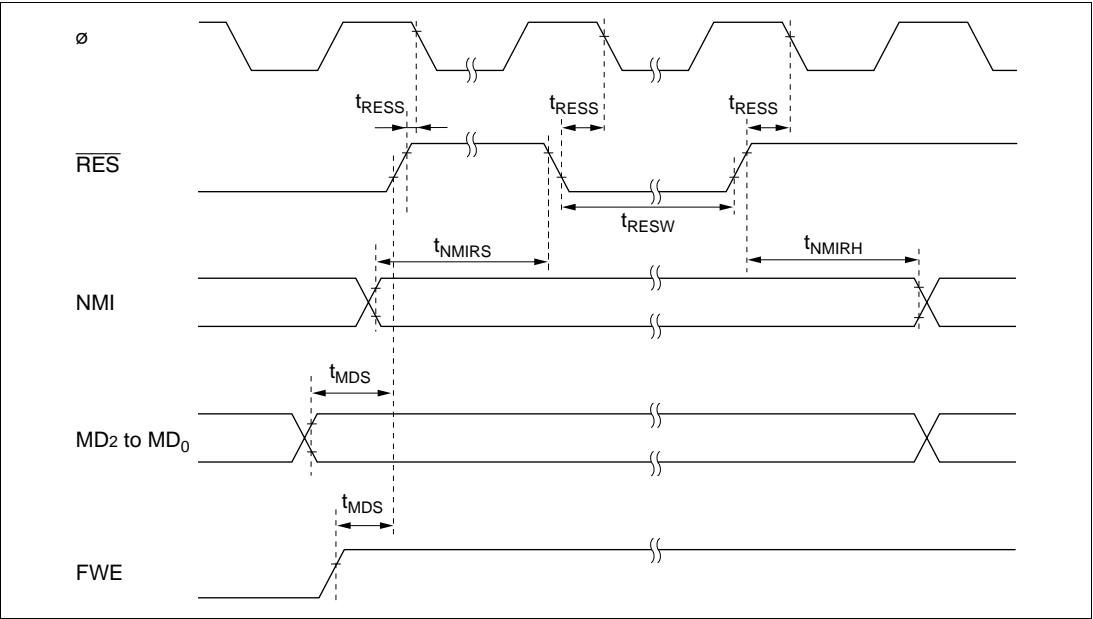 ø
tRESS tRESS tRESS
RES
tRESW
tNMIRS tNMIRH
NMI
tMDS
MD2 to MD0
tMDS
FWE